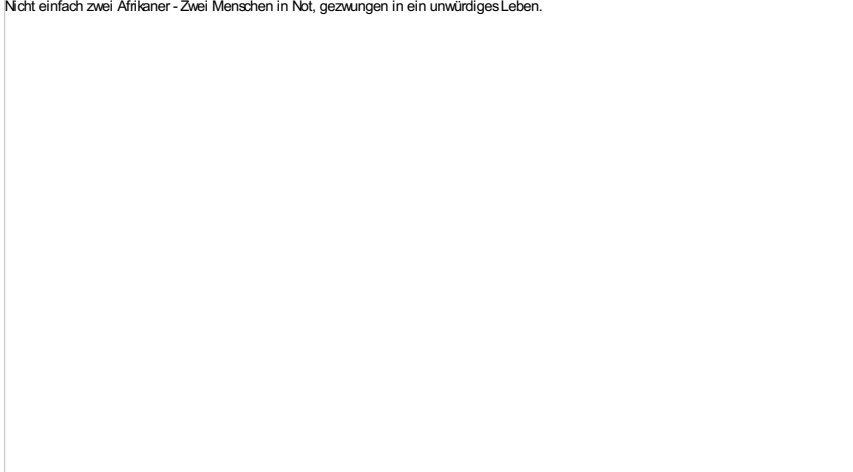 Nicht einfach zwei Afrikaner - Zwei Menschen in Not, gezwungen in ein unwürdiges Leben.